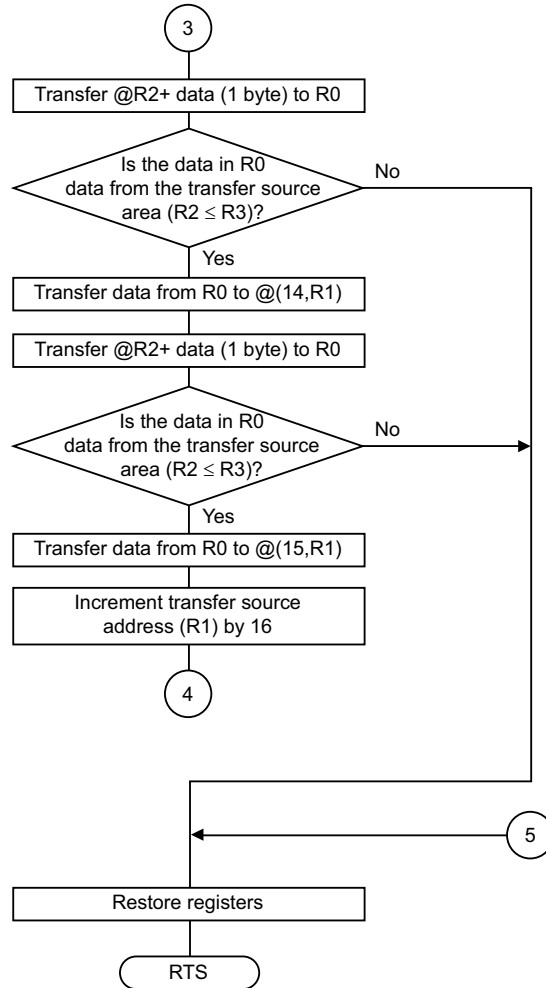 3
Transfer @R2+ data (1 byte) to R0
Is the data in R0
data from the transfer source
area (R2 ≤ R3)?
No
Yes
Transfer data from R0 to @(14,R1)
Transfer @R2+ data (1 byte) to R0
Is the data in R0
data from the transfer source
area (R2 ≤ R3)?
No
Yes
Transfer data from R0 to @(15,R1)
Increment transfer source
address (R1) by 16
4
5
Restore registers
RTS